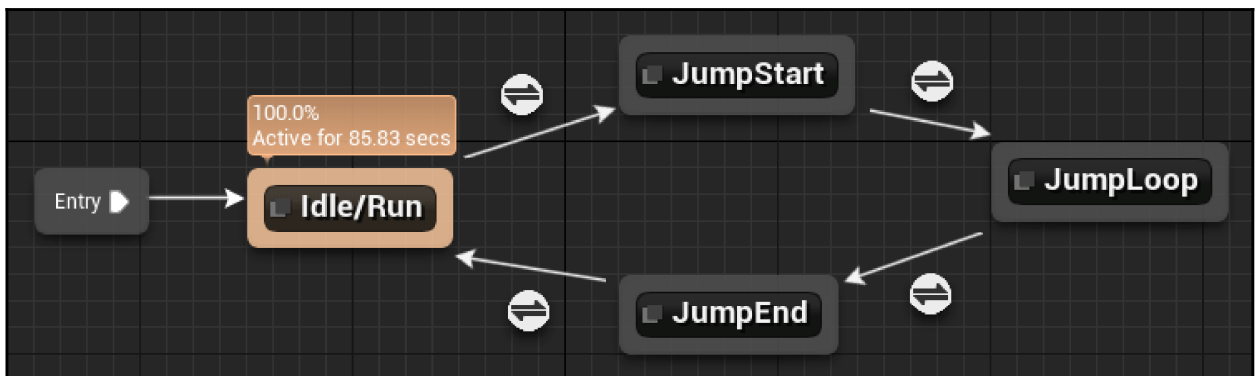 JumpStart
100.0%
Active for 85.83 secs
JumpLoop
Entry
Idle/Run
JumpEnd